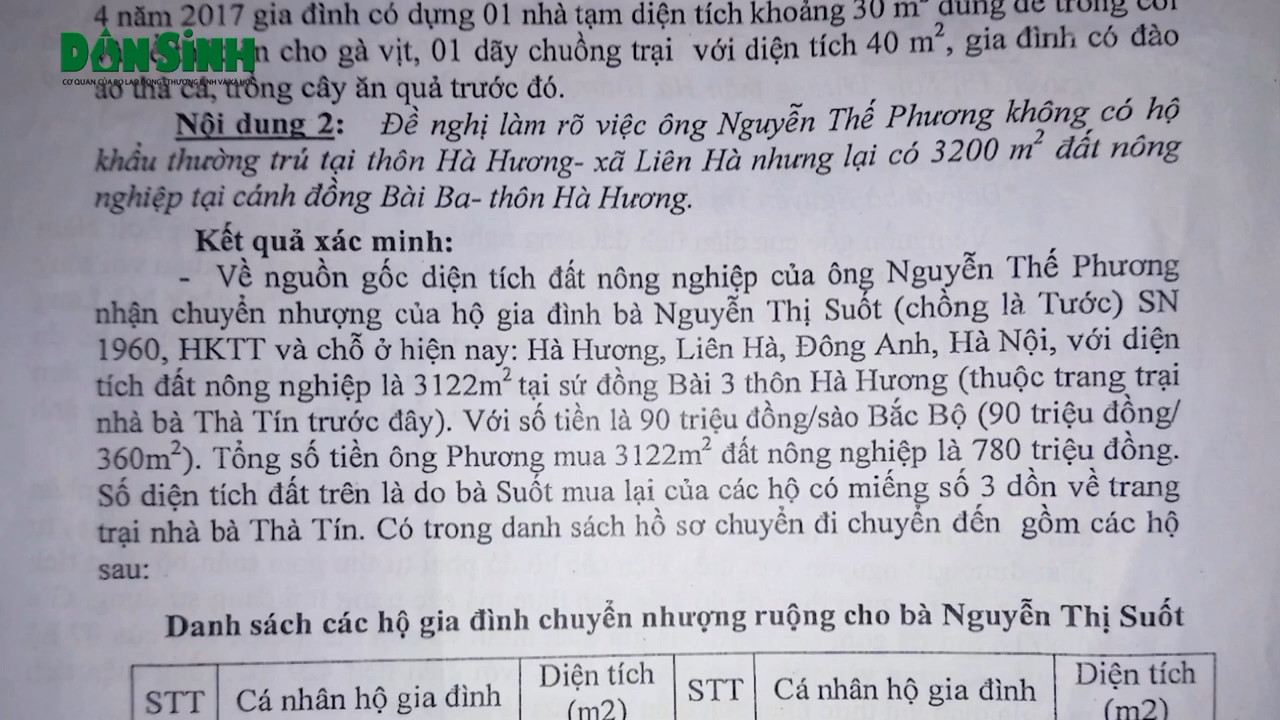 4 năm 2017 gia đình có dựng 01 nhà tạm diện tích khoảng 30 m² dùng để trông coi
DÂN SINH
CƠ QUAN CỦA BỘ LAO ĐỘNG - THƯƠNG BINH VÀ XÃ HỘI
cho gà vịt, 01 dãy chuồng trại với diện tích 40 m², gia đình có đào
ao thả cá, trồng cây ăn quả trước đó.
Nội dung 2: Đề nghị làm rõ việc ông Nguyễn Thế Phương không có hộ
khẩu thường trú tại thôn Hà Hương- xã Liên Hà nhưng lại có 3200 m² đất nông
nghiệp tại cánh đồng Bài Ba- thôn Hà Hương.
Kết quả xác minh:
- Về nguồn gốc diện tích đất nông nghiệp của ông Nguyễn Thế Phương
nhận chuyển nhượng của hộ gia đình bà Nguyễn Thị Suốt (chồng là Tước) SN
1960, HKTT và chỗ ở hiện nay: Hà Hương, Liên Hà, Đông Anh, Hà Nội, với diện
tích đất nông nghiệp là 3122m² tại sứ đồng Bài 3 thôn Hà Hương (thuộc trang trại
nhà bà Thà Tín trước đây). Với số tiền là 90 triệu đồng/sào Bắc Bộ (90 triệu đồng/
360m²). Tổng số tiền ông Phương mua 3122m² đất nông nghiệp là 780 triệu đồng.
Số diện tích đất trên là do bà Suốt mua lại của các hộ có miếng số 3 dồn về trang
trại nhà bà Thà Tín. Có trong danh sách hồ sơ chuyển đi chuyển đến gồm các hộ
sau:
Danh sách các hộ gia đình chuyển nhượng ruộng cho bà Nguyễn Thị Suốt
STT Cá nhân hộ gia đình Diện tích (m2) STT Cá nhân hộ gia đình Diện tích (m2)